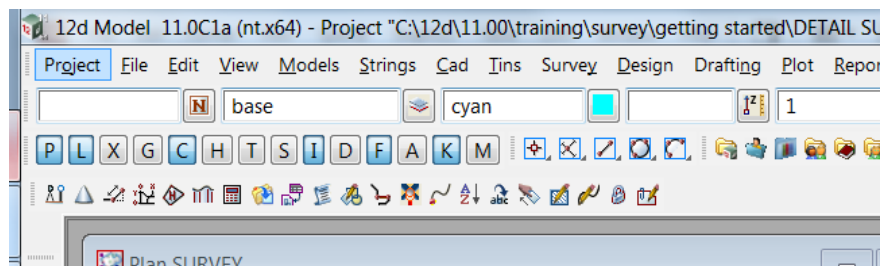 12d Model 11.0C1a (nt.x64) - Project "C:\12d\11.00\training\survey\getting started\DETAIL SU
Project File Edit View Models Strings Cad Tins Survey Design Drafting Plot Repor
N base cyan 1
P L X G C H T S I D F A K M
Plan SURVEY